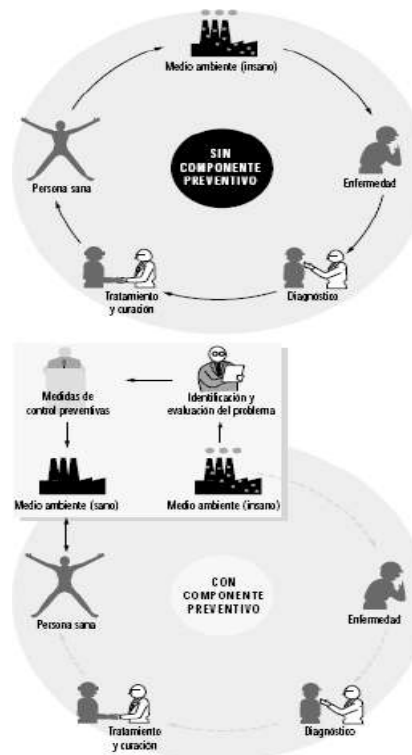 Medio ambiente (insano)
Persona sana
SIN
COMPONENTE
PREVENTIVO
Enfermedad
Tratamiento
y curación
Diagnóstico
Medidas de
control preventivas
Identificación y
evaluación del problema
Medio ambiente (sano)
Medio ambiente (insano)
Persona sana
CON
COMPONENTE
PREVENTIVO
Enfermedad
Tratamiento
y curación
Diagnóstico